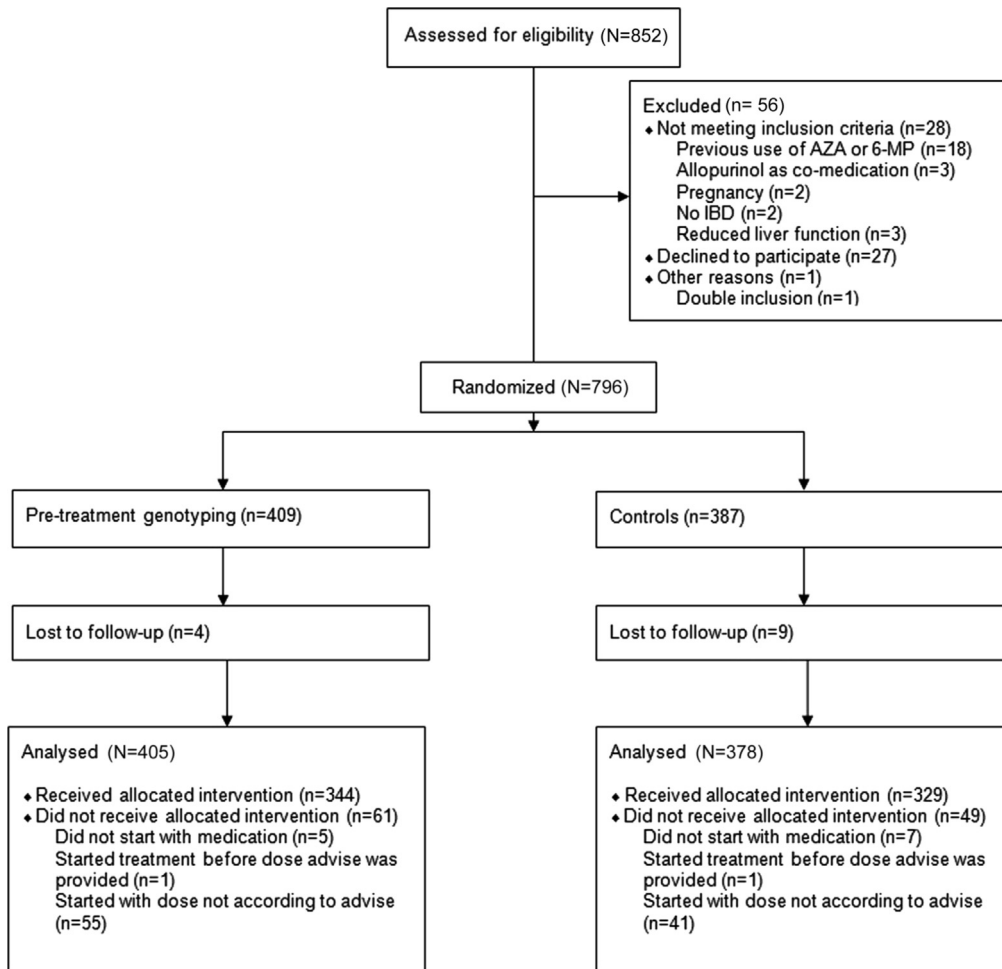 Assessed for eligibility (N=852)
Excluded (n= 56)
⬥ Not meeting inclusion criteria (n=28)
Previous use of AZA or 6-MP (n=18)
Allopurinol as co-medication (n=3)
Pregnancy (n=2)
No IBD (n=2)
Reduced liver function (n=3)
⬥ Declined to participate (n=27)
⬥ Other reasons (n=1)
Double inclusion (n=1)
Randomized (N=796)
Pre-treatment genotyping (n=409)
Controls (n=387)
Lost to follow-up (n=4)
Lost to follow-up (n=9)
Analysed (N=405)
⬥ Received allocated intervention (n=344)
⬥ Did not receive allocated intervention (n=61)
Did not start with medication (n=5)
Started treatment before dose advise was
provided (n=1)
Started with dose not according to advise
(n=55)
Analysed (N=378)
⬥ Received allocated intervention (n=329)
⬥ Did not receive allocated intervention (n=49)
Did not start with medication (n=7)
Started treatment before dose advise was
provided (n=1)
Started with dose not according to advise
(n=41)